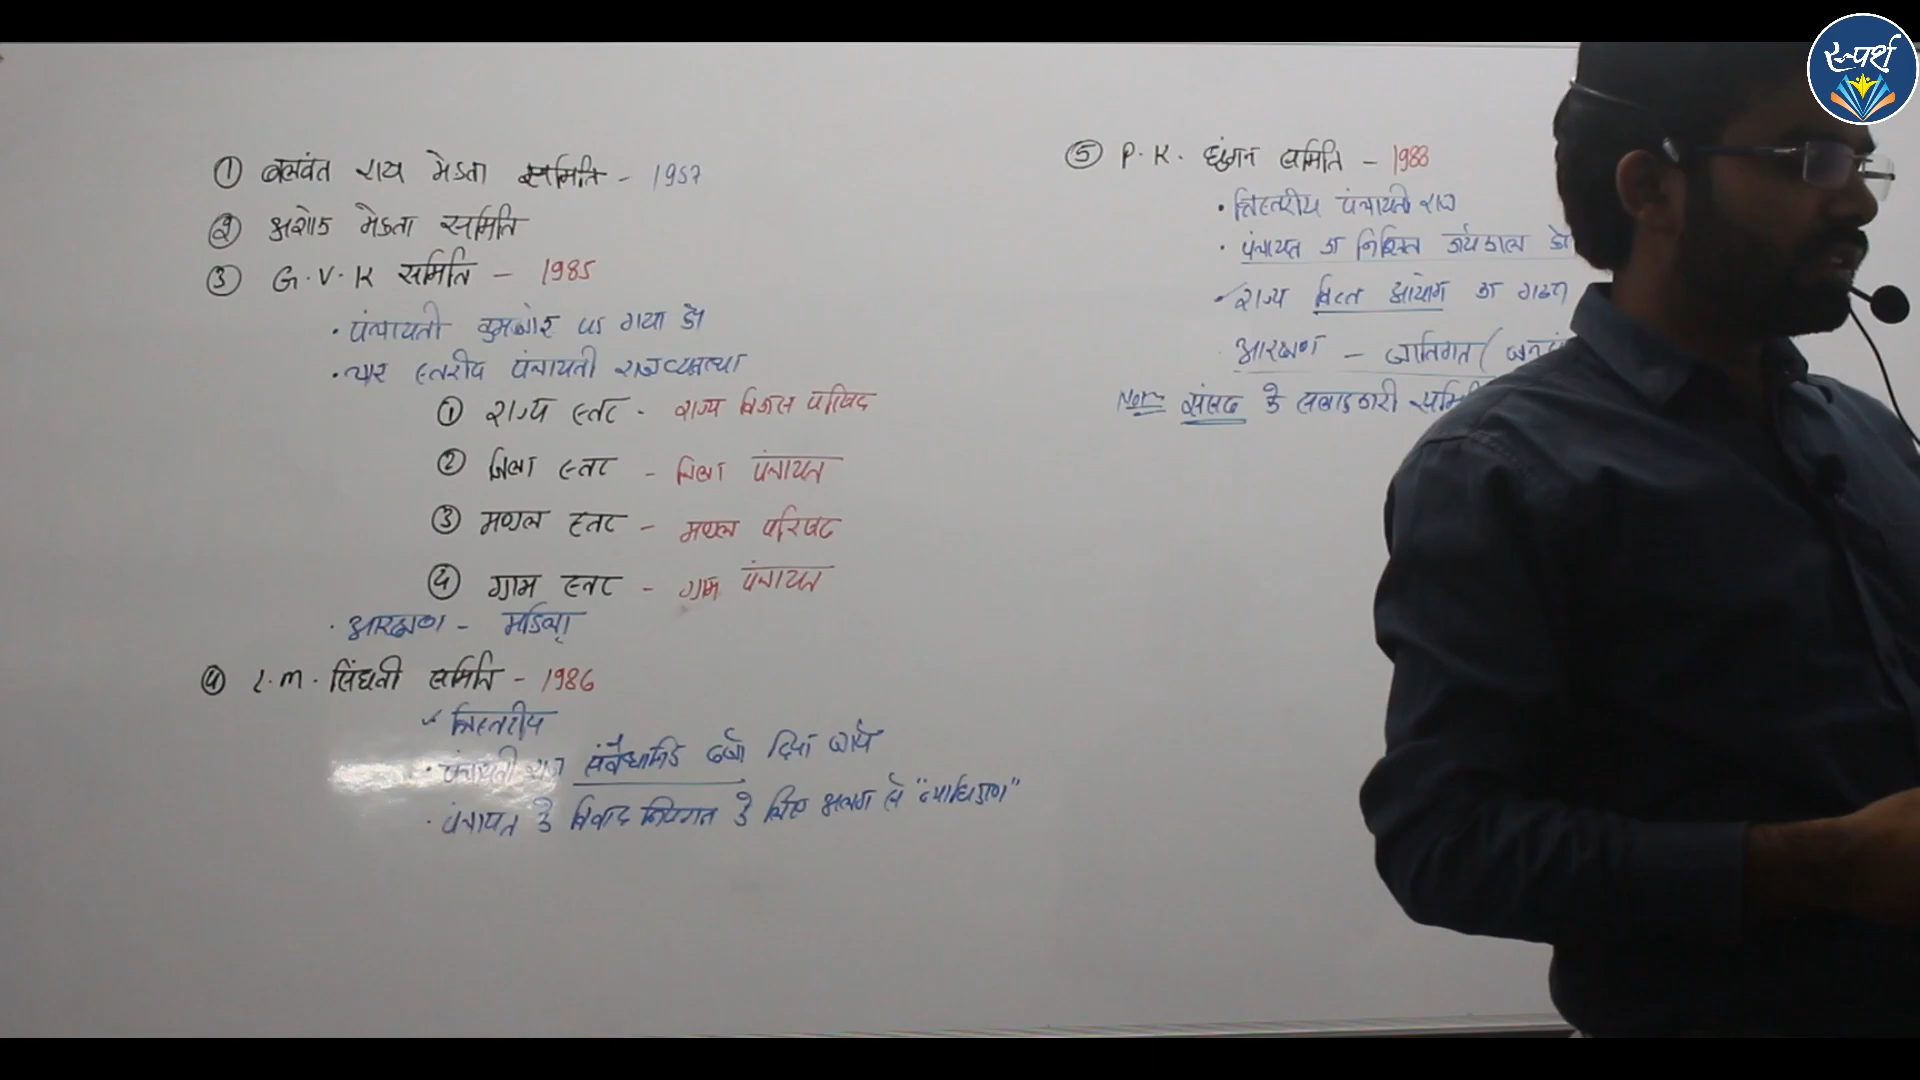 ① बलवंत राय मेहता समिति - 1957
② अशोक मेहता समिति
③ G.V.K समिति - 1985
· पंचायती कमजोर पड गया है
· चार स्तरीय पंचायती राजव्यवस्था
① राज्य स्तर - राज्य विकास परिषद
② जिला स्तर - जिला पंचायत
③ मण्डल स्तर - मण्डल परिषद
④ ग्राम स्तर - ग्राम पंचायत
· आरक्षण - महिला
④ L.M. सिंघवी समिति - 1986
त्रिस्तरीय
· पंचायती राज संवैधानिक दर्जा दिया जाये
· पंचायत के विवाद निपटान के लिए अलग से "न्यायिकरण"
⑤ P.K. थुंगन समिति - 1988
· त्रिस्तरीय पंचायती राज
· पंचायत का निश्चित कार्यकाल हो
राज्य वित्त आयोग का गठन
आरक्षण - जातिगत (
Note संसद के सलाहकारी
स्पर्श